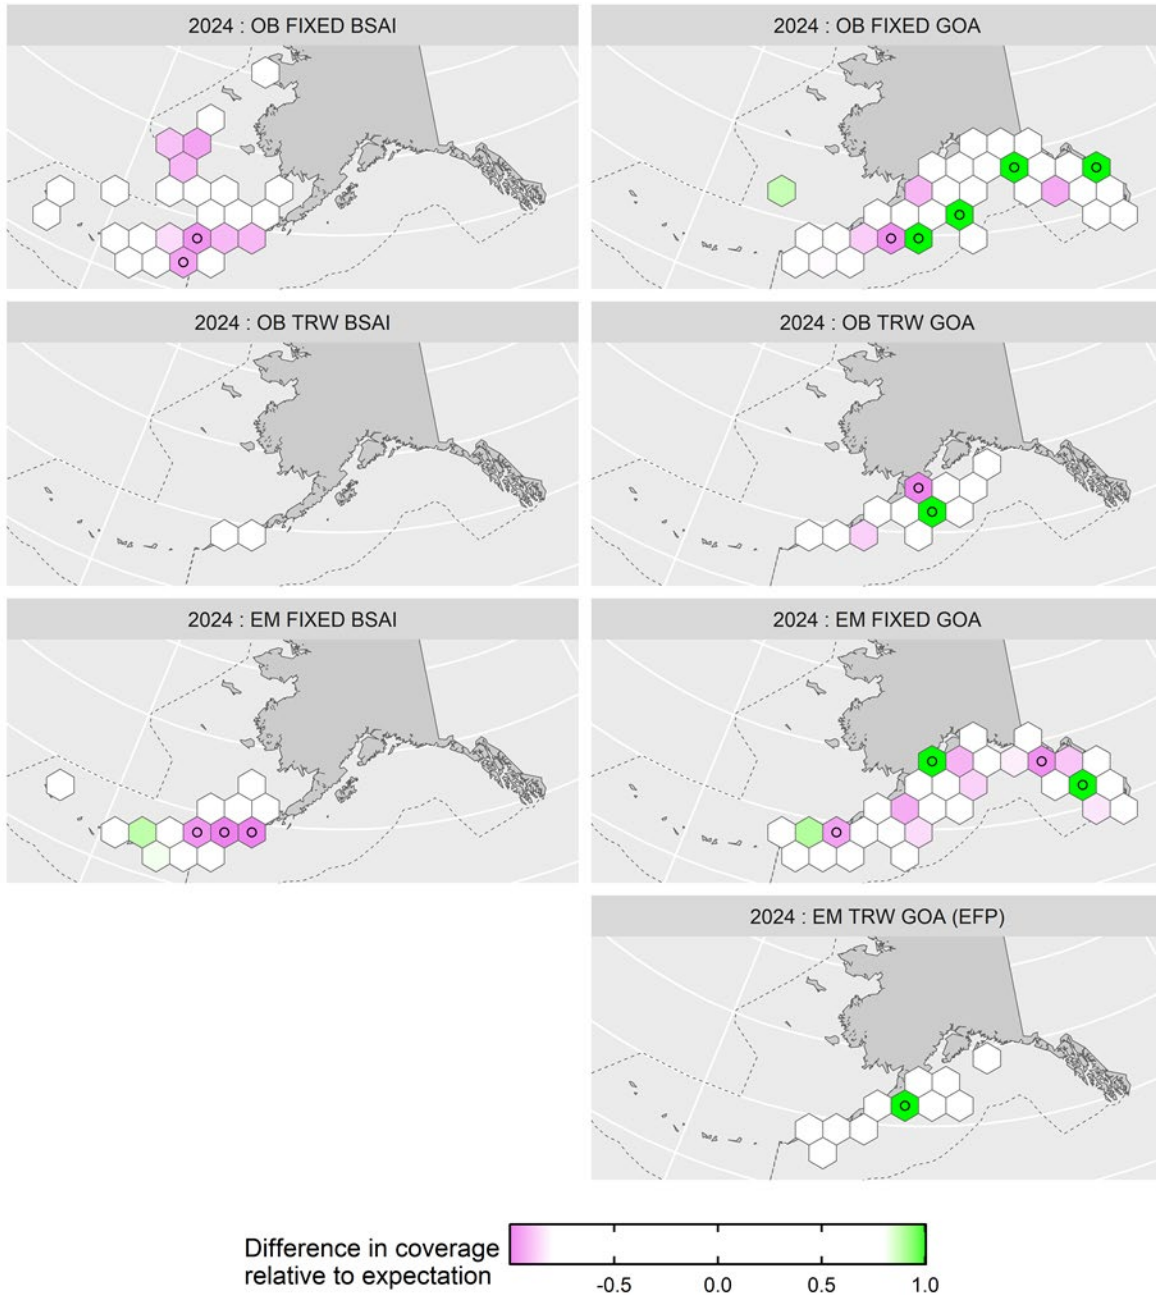 2024 : OB FIXED BSAI
2024 : OB FIXED GOA
2024 : OB TRW BSAI
2024 : OB TRW GOA
2024 : EM FIXED BSAI
2024 : EM FIXED GOA
2024 : EM TRW GOA (EFP)
Difference in coverage
relative to expectation
-0.5 0.0 0.5 1.0